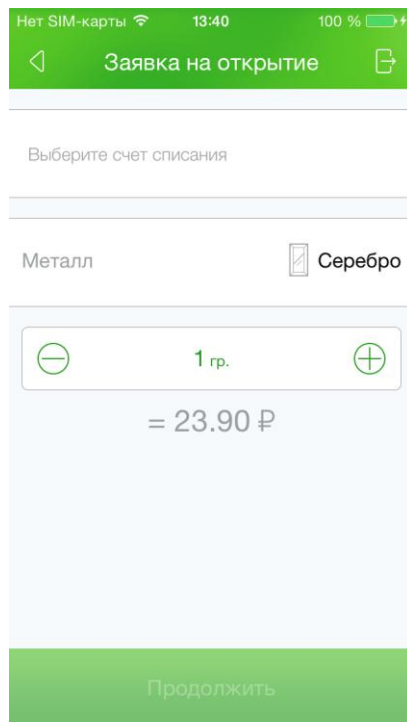 Нет SIM-карты 13:40 100 %
Заявка на открытие
Выберите счет списания
Металл Серебро
1 гр.
= 23.90 ₽
Продолжить